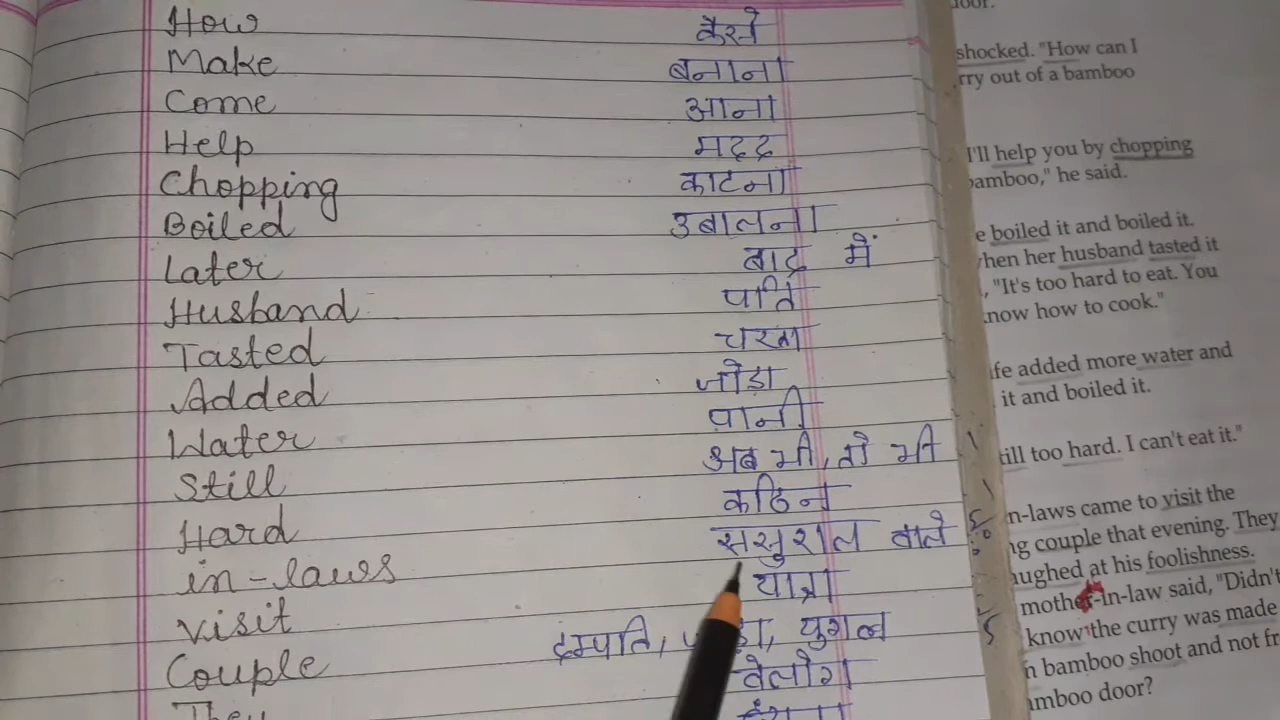 How कैसे
Make बनाना
Come आना
Help मदद
Chopping काटना
Boiled उबालना
Later बाद में
Husband पति
Tasted चखा
Added जोड़ा
Water पानी
Still अब भी, तो भी
Hard कठिन
in-laws ससुराल वाले
visit यात्रा
Couple दम्पति, युगल
They वेलोग
door.
shocked. "How can I
rry out of a bamboo
I'll help you by chopping
bamboo," he said.
e boiled it and boiled it.
hen her husband tasted it
, "It's too hard to eat. You
now how to cook."
fe added more water and
it and boiled it.
till too hard. I can't eat it."
n-laws came to visit the
ng couple that evening. They
aughed at his foolishness.
mother-in-law said, "Didn't
know the curry was made
n bamboo shoot and not fr
amboo door?